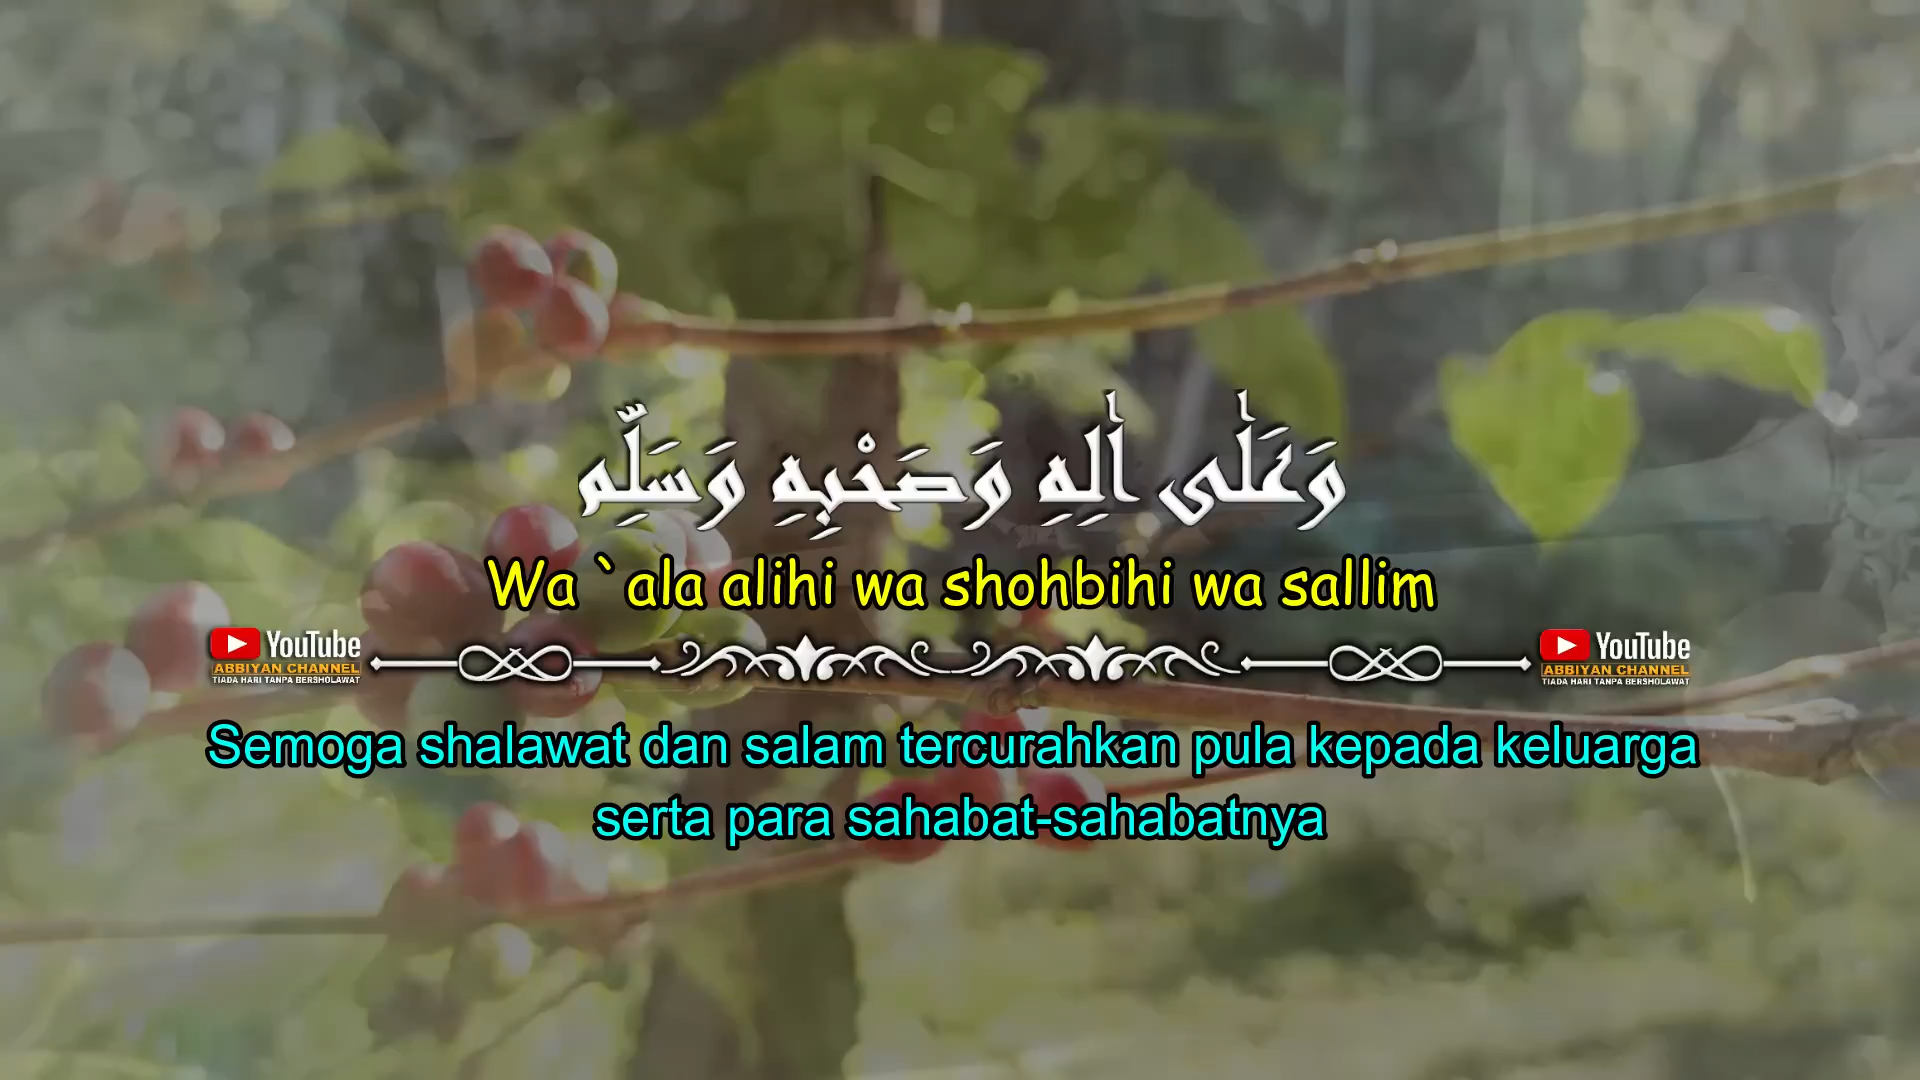 وَعَلٰى اٰلِهِ وَصَحْبِهِ وَسَلِّم
Wa `ala alihi wa shohbihi wa sallim
YouTube
ABBIYAN CHANNEL
TIADA HARI TANPA BERSHOLAWAT
YouTube
ABBIYAN CHANNEL
TIADA HARI TANPA BERSHOLAWAT
Semoga shalawat dan salam tercurahkan pula kepada keluarga
serta para sahabat-sahabatnya